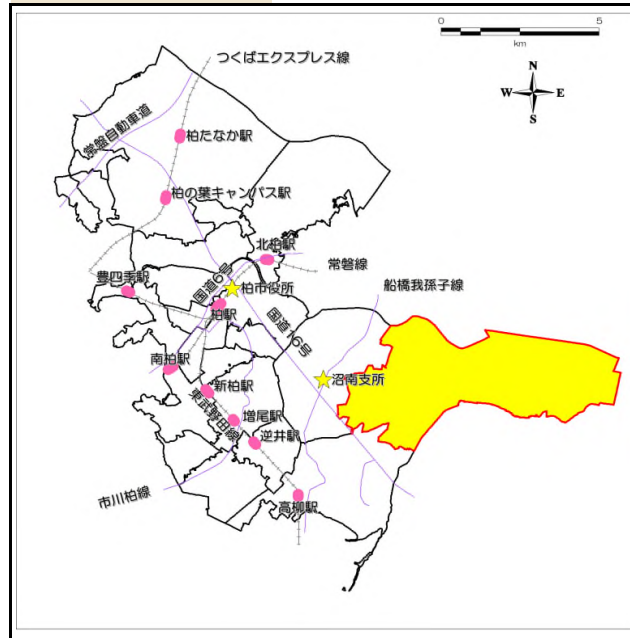 0 5
km
N
W E
S
つくばエクスプレス線
常盤自動車道
柏たなか駅
柏の葉キャンパス駅
北柏駅
常磐線
豊四季駅
国道6号
柏市役所
船橋我孫子線
柏駅
国道16号
南柏駅
沼南支所
新柏駅
東武野田線
増尾駅
逆井駅
市川柏線
高柳駅